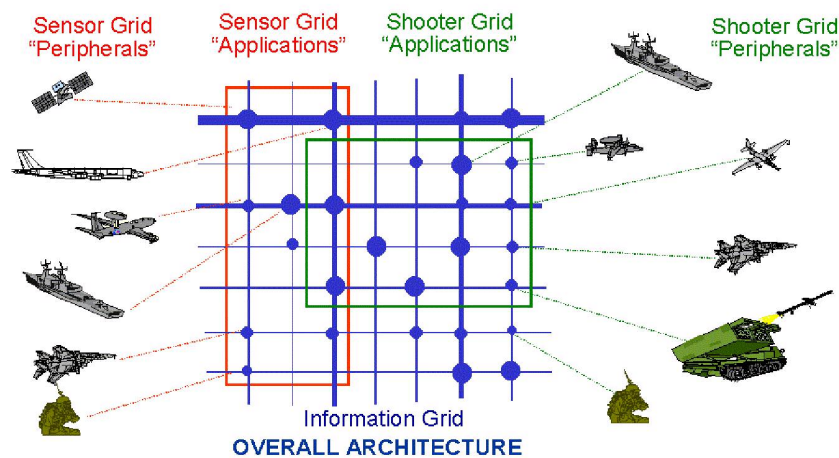 Sensor Grid
“Peripherals”
Sensor Grid
“Applications”
Shooter Grid
“Applications”
Shooter Grid
“Peripherals”
Information Grid
OVERALL ARCHITECTURE